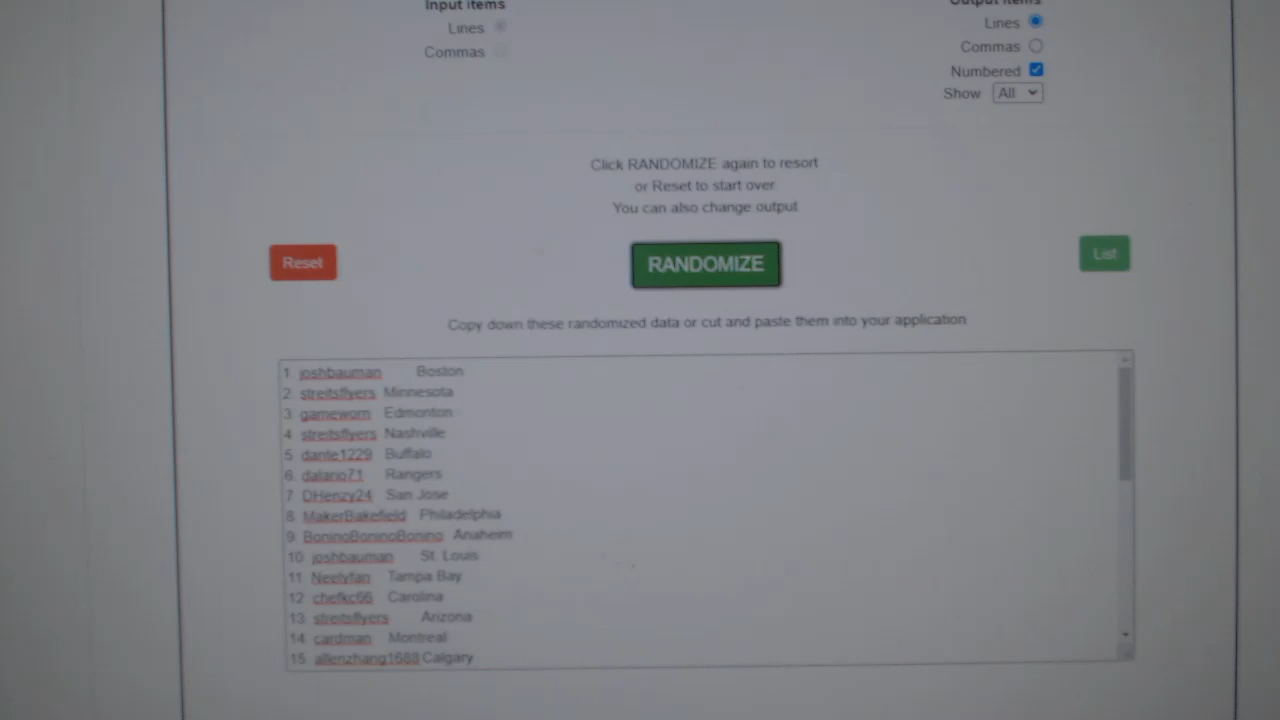 Input items
Output items
Lines
Lines
Commas
Commas
Numbered
Show All
Click RANDOMIZE again to resort
or Reset to start over
You can also change output
Reset
RANDOMIZE
List
Copy down these randomized data or cut and paste them into your application
1. joshbauman Boston
2. streitsflyers Minnesota
3. gameworn Edmonton
4. streitsflyers Nashville
5. dante1229 Buffalo
6. dalano71 Rangers
7. DHenzy24 San Jose
8. MakerBakefield Philadelphia
9. BoninoBoninoBonino Anaheim
10. joshbauman St. Louis
11. Neelyfan Tampa Bay
12. chefkc66 Carolina
13. streitsflyers Arizona
14. cardman Montreal
15. allenzhang1688 Calgary